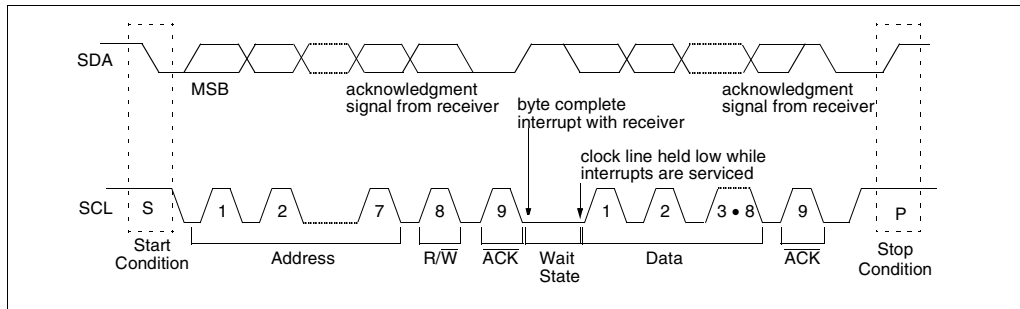 SDA
MSB
acknowledgment
signal from receiver
byte complete
interrupt with receiver
acknowledgment
signal from receiver
clock line held low while
interrupts are serviced
SCL
S
1
2
7
8
9
1
2
3 • 8
9
P
Start
Condition
Address
R/W̅
A̅C̅K̅
Wait
State
Data
A̅C̅K̅
Stop
Condition